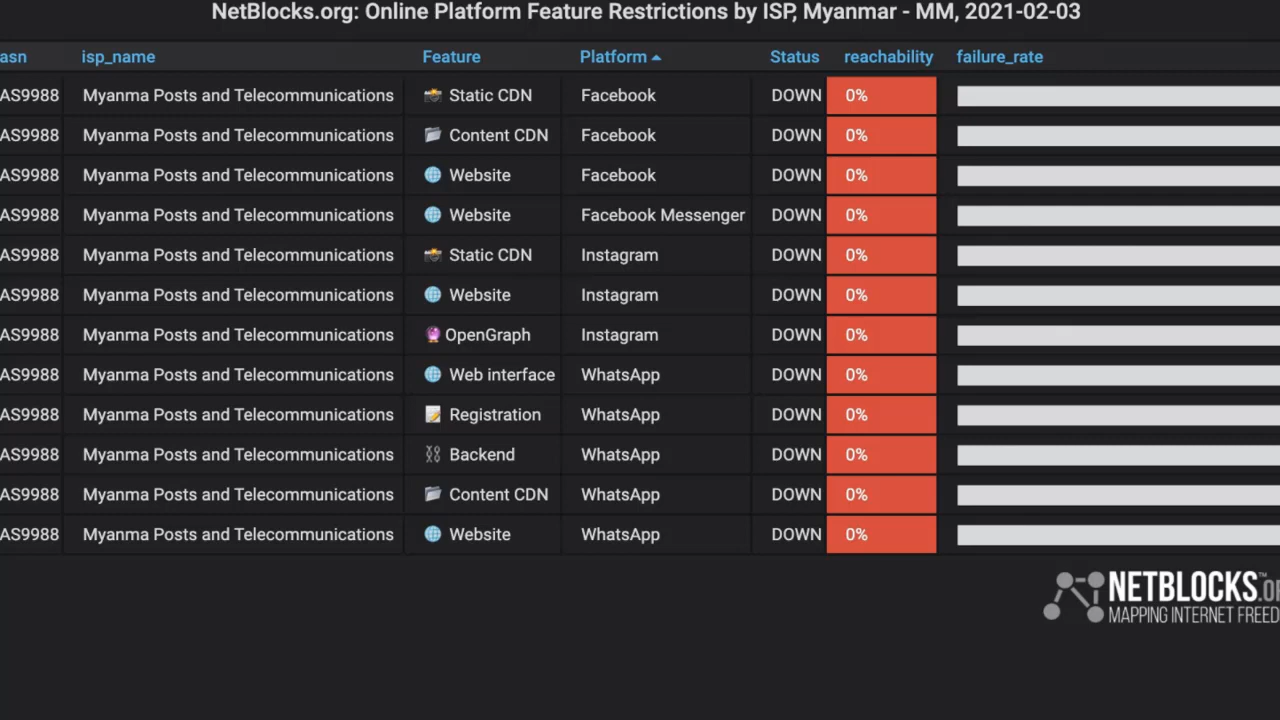 NetBlocks.org: Online Platform Feature Restrictions by ISP, Myanmar - MM, 2021-02-03
asn isp_name Feature Platform Status reachability failure_rate
AS9988 Myanma Posts and Telecommunications Static CDN Facebook DOWN 0%
AS9988 Myanma Posts and Telecommunications Content CDN Facebook DOWN 0%
AS9988 Myanma Posts and Telecommunications Website Facebook DOWN 0%
AS9988 Myanma Posts and Telecommunications Website Facebook Messenger DOWN 0%
AS9988 Myanma Posts and Telecommunications Static CDN Instagram DOWN 0%
AS9988 Myanma Posts and Telecommunications Website Instagram DOWN 0%
AS9988 Myanma Posts and Telecommunications OpenGraph Instagram DOWN 0%
AS9988 Myanma Posts and Telecommunications Web interface WhatsApp DOWN 0%
AS9988 Myanma Posts and Telecommunications Registration WhatsApp DOWN 0%
AS9988 Myanma Posts and Telecommunications Backend WhatsApp DOWN 0%
AS9988 Myanma Posts and Telecommunications Content CDN WhatsApp DOWN 0%
AS9988 Myanma Posts and Telecommunications Website WhatsApp DOWN 0%
NETBLOCKS™
MAPPING INTERNET FREED